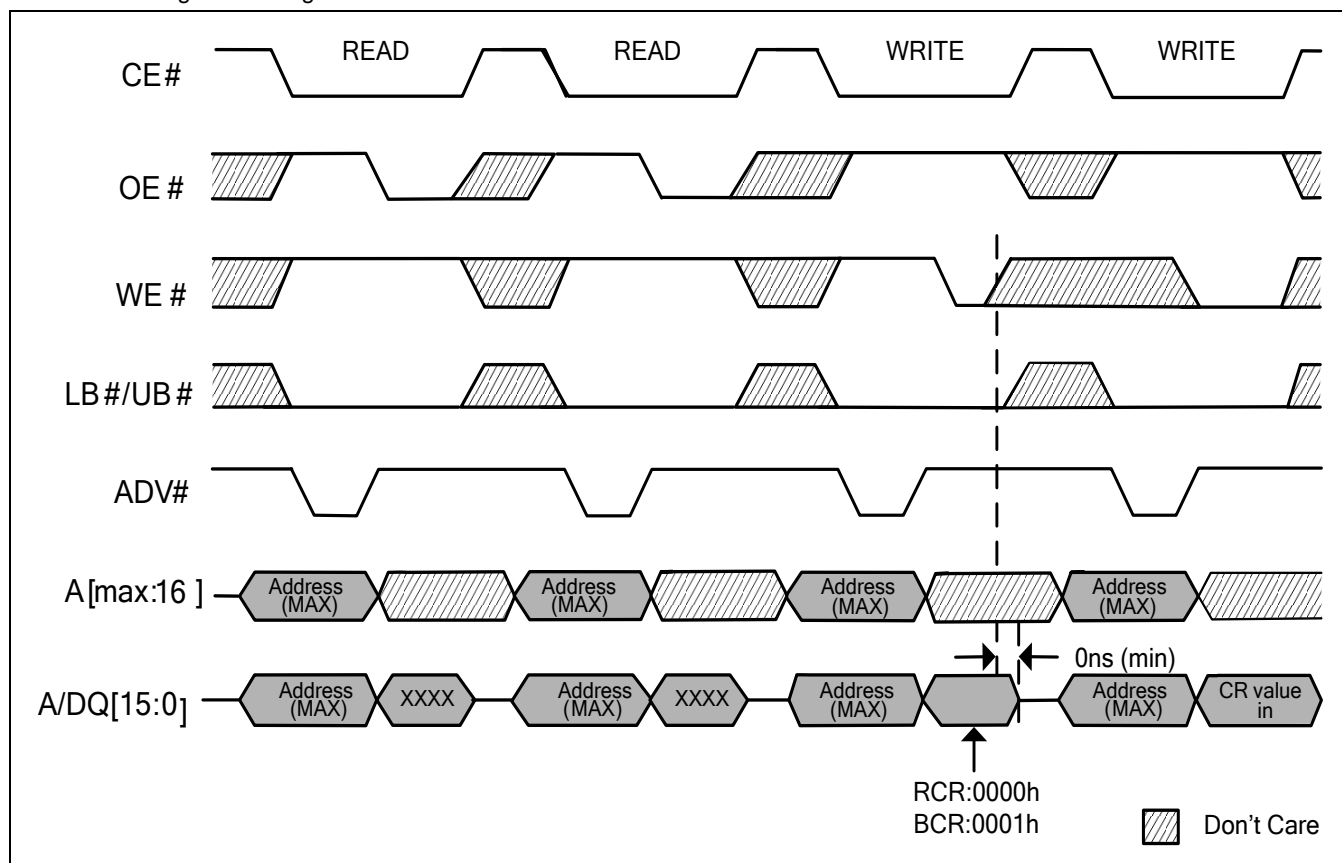 READ READ WRITE WRITE
CE#
OE #
WE #
LB #/UB #
ADV#
A[max:16 ]
Address
(MAX)
Address
(MAX)
Address
(MAX)
Address
(MAX)
0ns (min)
A/DQ[15:0]
Address
(MAX)
XXXX
Address
(MAX)
XXXX
Address
(MAX)
Address
(MAX)
CR value
in
RCR:0000h
BCR:0001h
Don't Care